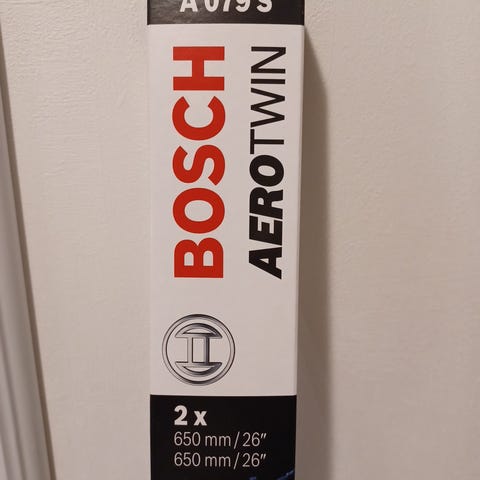 A 079 S
BOSCH
AEROTWIN
2 x
650 mm / 26"
650 mm / 26"